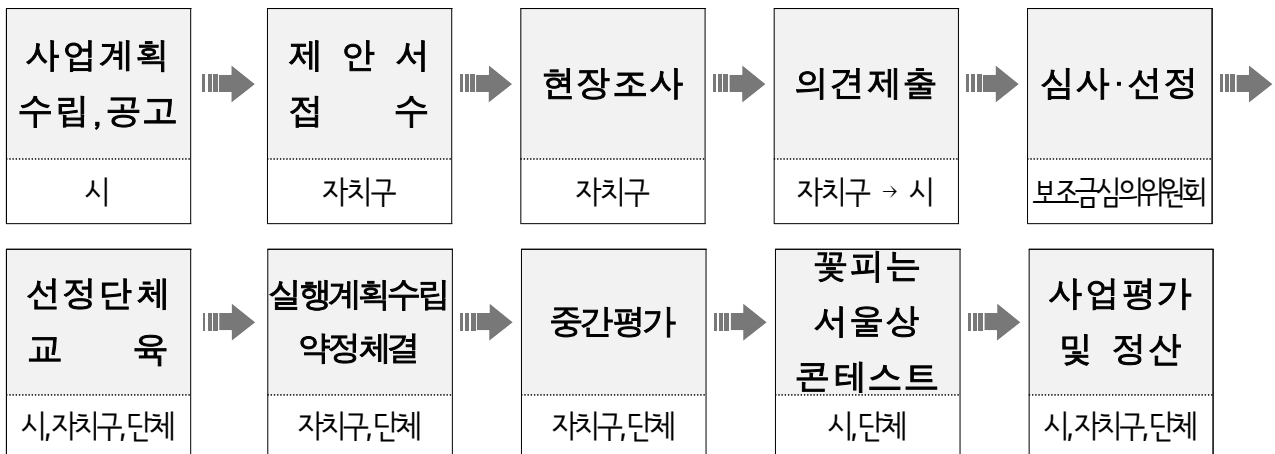 사업계획
수립,공고
시
제 안 서
접 수
자치구
현장조사
자치구
의견제출
자치구 → 시
심사·선정
보조금심의위원회
선정단체
교 육
시,자치구,단체
실행계획수립
약정체결
자치구,단체
중간평가
자치구,단체
꽃피는
서울상
콘테스트
시,단체
사업평가
및 정산
시,자치구,단체